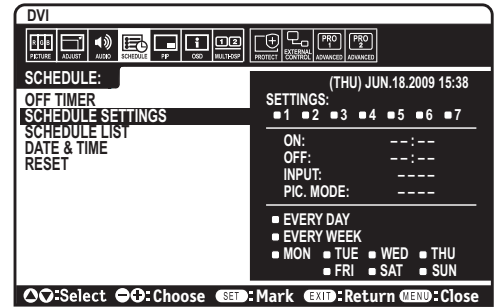 DVI
RGB
PICTURE ADJUST AUDIO SCHEDULE PIP OSD MULTI-DSP PROTECT EXTERNAL CONTROL PRO 1 ADVANCED PRO 2 ADVANCED
SCHEDULE:
OFF TIMER
SCHEDULE SETTINGS
SCHEDULE LIST
DATE & TIME
RESET
(THU) JUN.18.2009 15:38
SETTINGS:
1 2 3 4 5 6 7
ON: --:--
OFF: --:--
INPUT: ----
PIC. MODE: ----
EVERY DAY
EVERY WEEK
MON TUE WED THU
FRI SAT SUN
:Select :Choose SET:Mark EXIT:Return MENU:Close